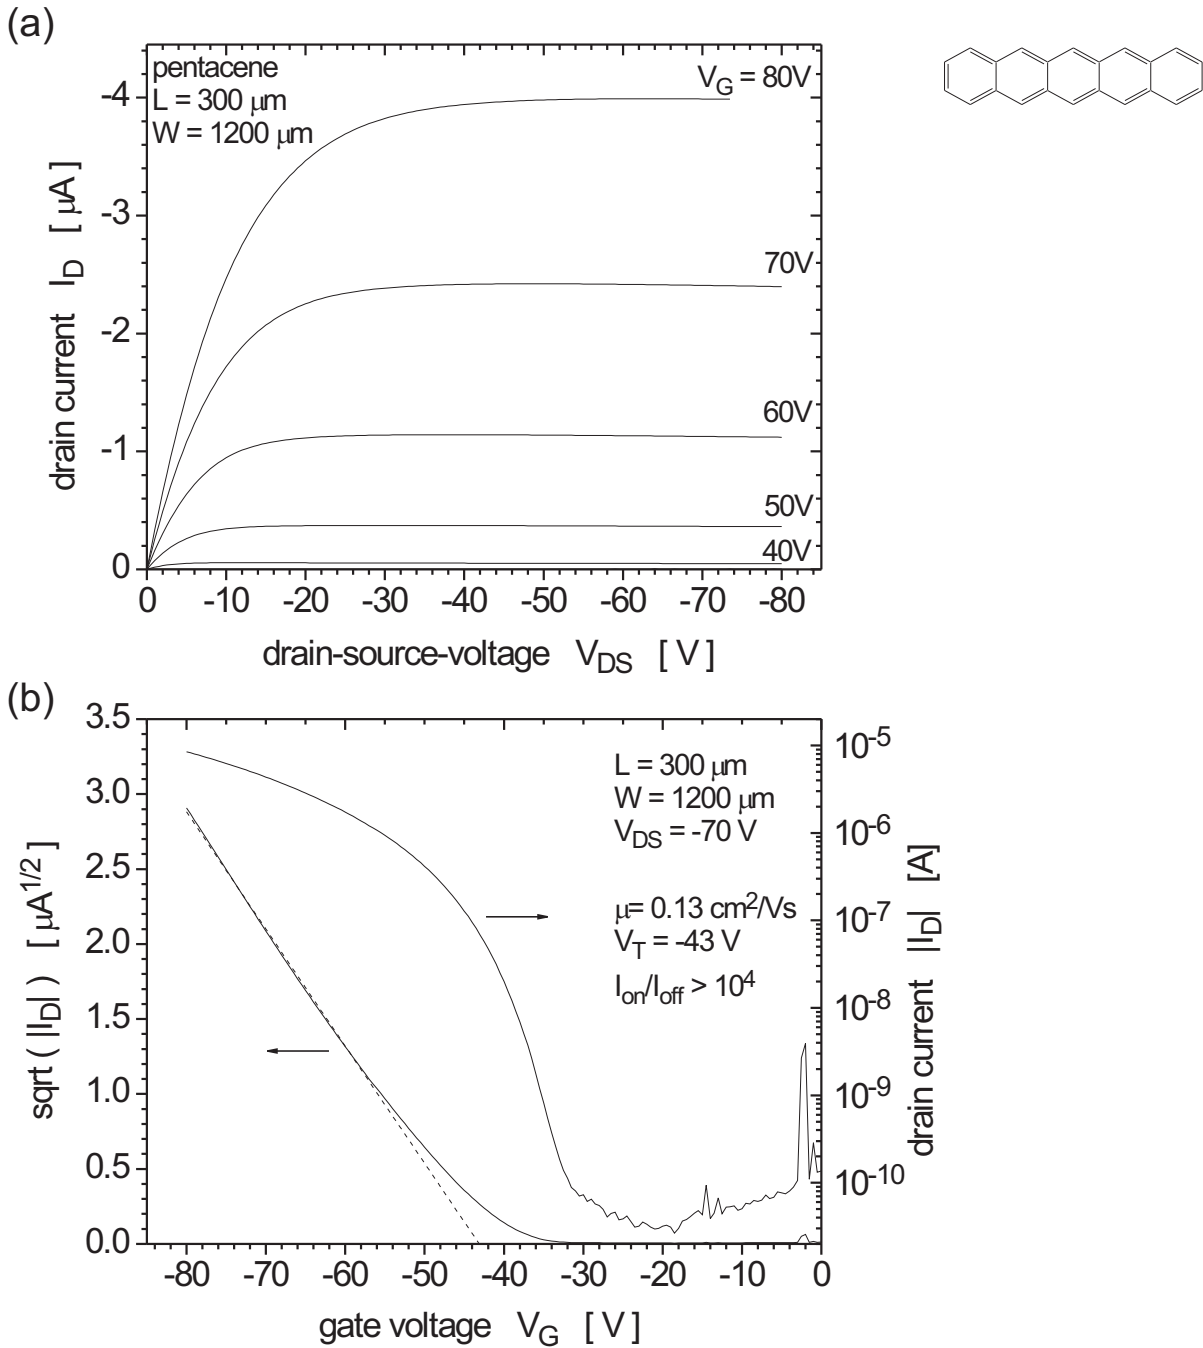 (a)
pentacene
L = 300 μm
W = 1200 μm
V_G = 80V
70V
60V
50V
40V
-4
-3
-2
-1
0
drain current I_D [ μA]
0 -10 -20 -30 -40 -50 -60 -70 -80
drain-source-voltage V_DS [ V ]
(b)
3.5
3.0
2.5
2.0
1.5
1.0
0.5
0.0
sqrt ( |I_D| ) [ μA^1/2 ]
L = 300 μm
W = 1200 μm
V_DS = -70 V
μ= 0.13 cm²/Vs
V_T = -43 V
I_on/I_off > 10⁴
10⁻⁵
10⁻⁶
10⁻⁷
10⁻⁸
10⁻⁹
10⁻¹⁰
drain current |I_D| [A]
-80 -70 -60 -50 -40 -30 -20 -10 0
gate voltage V_G [ V ]